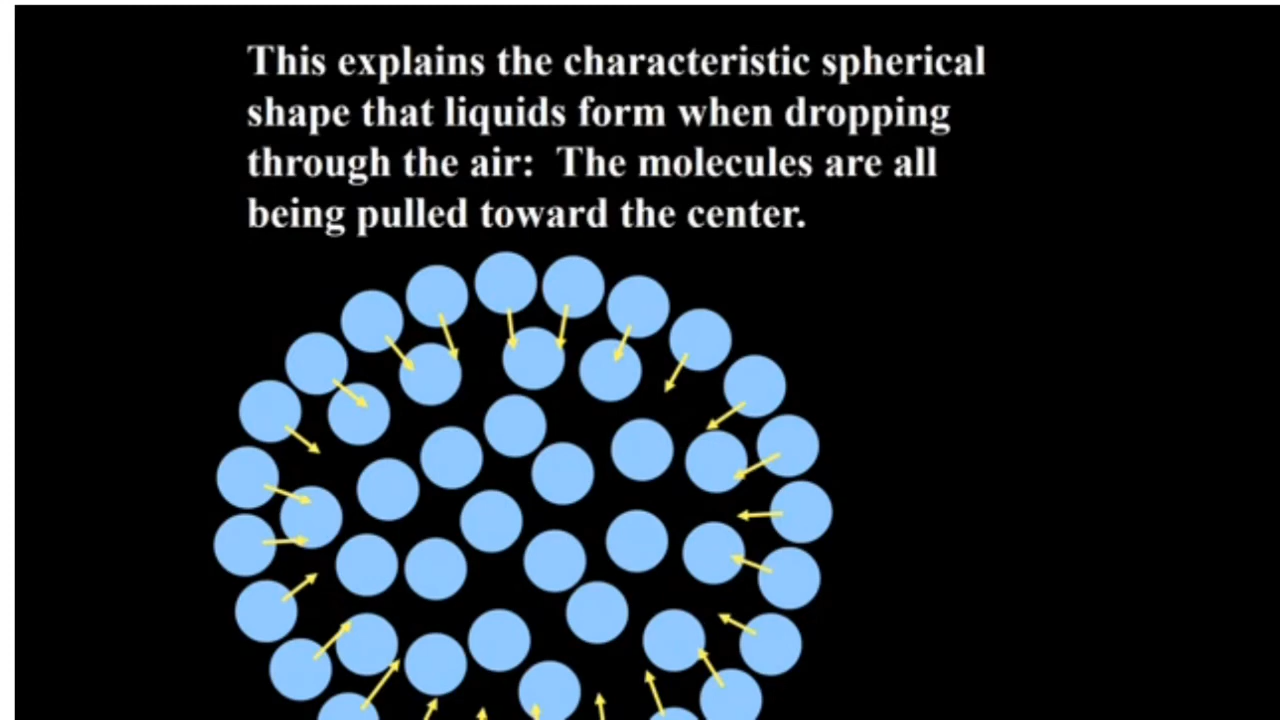 This explains the characteristic spherical
shape that liquids form when dropping
through the air:  The molecules are all
being pulled toward the center.